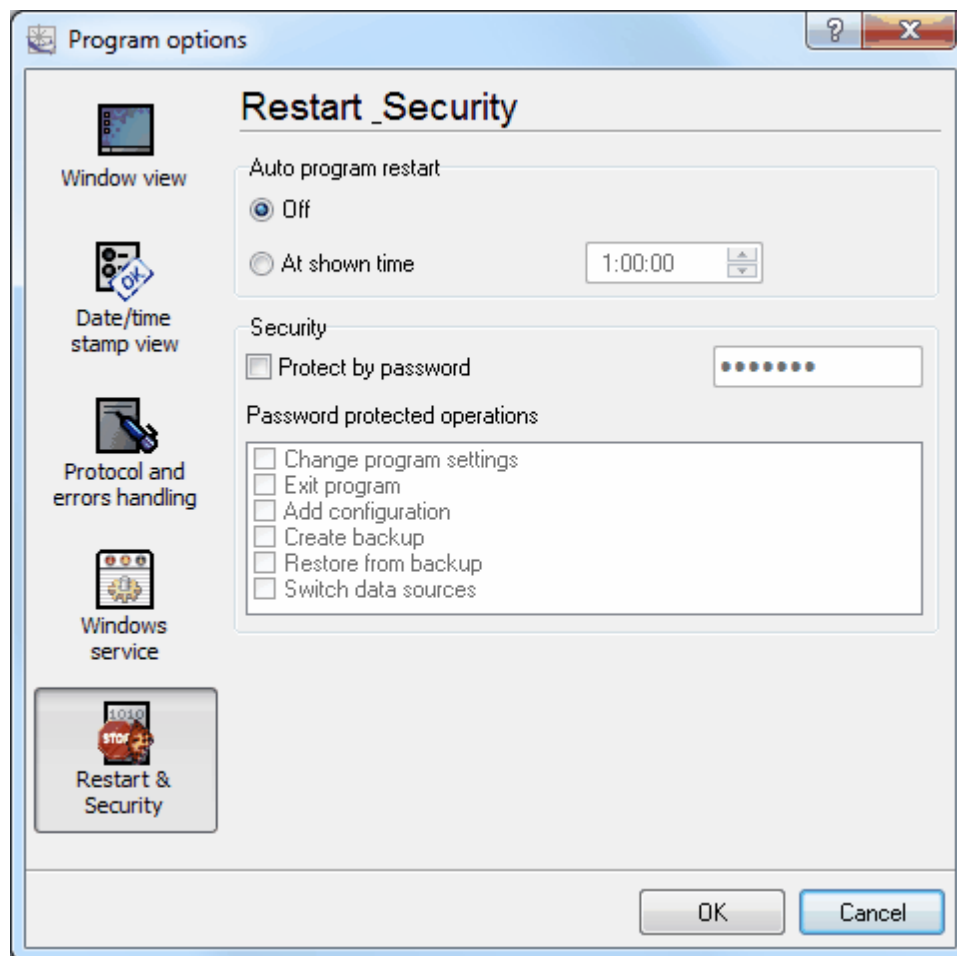 Program options
Window view
Date/time
stamp view
Protocol and
errors handling
Windows
service
1010
STOP
Restart &
Security
Restart _Security
Auto program restart
Off
At shown time
1:00:00
Security
Protect by password
•••••••
Password protected operations
Change program settings
Exit program
Add configuration
Create backup
Restore from backup
Switch data sources
OK
Cancel